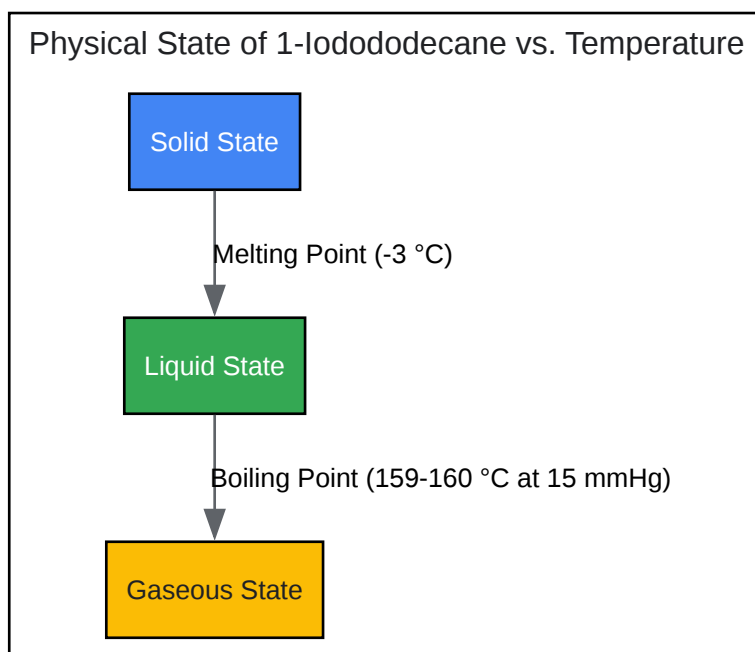 Physical State of 1-Iodododecane vs. Temperature
Solid State
Melting Point (-3 °C)
Liquid State
Boiling Point (159-160 °C at 15 mmHg)
Gaseous State